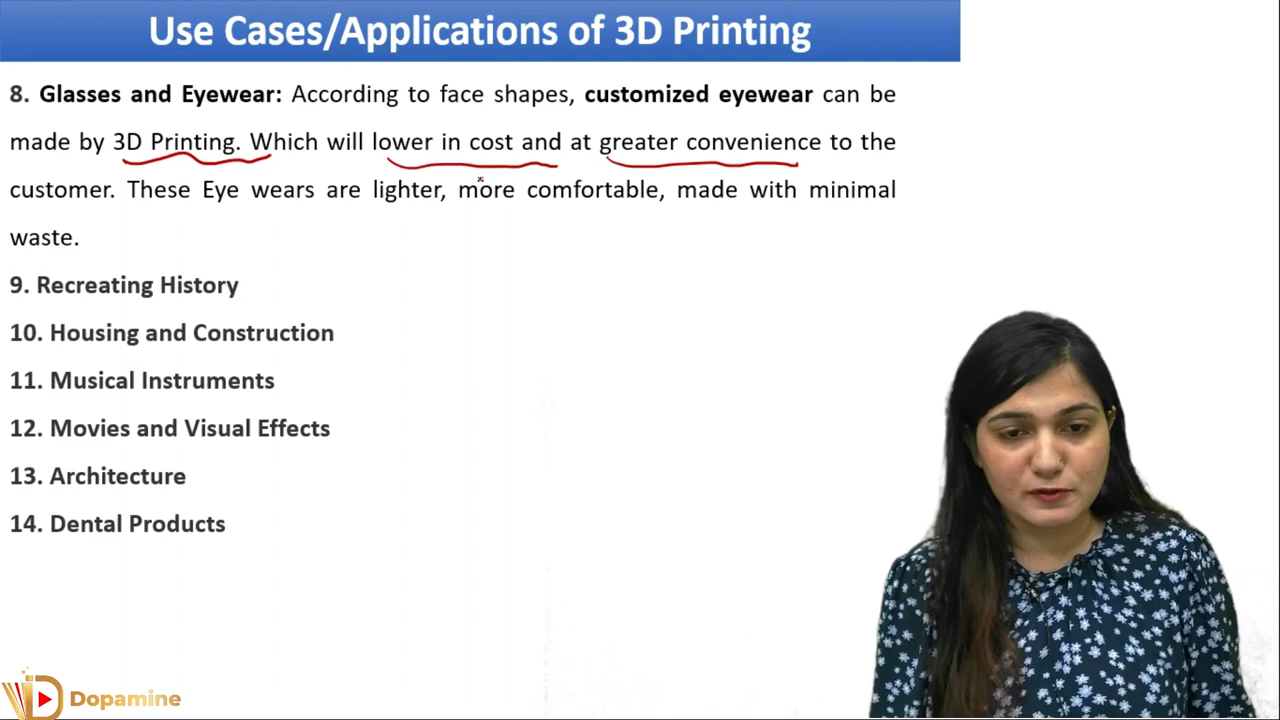 Use Cases/Applications of 3D Printing
8. Glasses and Eyewear: According to face shapes, customized eyewear can be
made by 3D Printing. Which will lower in cost and at greater convenience to the
customer. These Eye wears are lighter, more comfortable, made with minimal
waste.
9. Recreating History
10. Housing and Construction
11. Musical Instruments
12. Movies and Visual Effects
13. Architecture
14. Dental Products
Dopamine